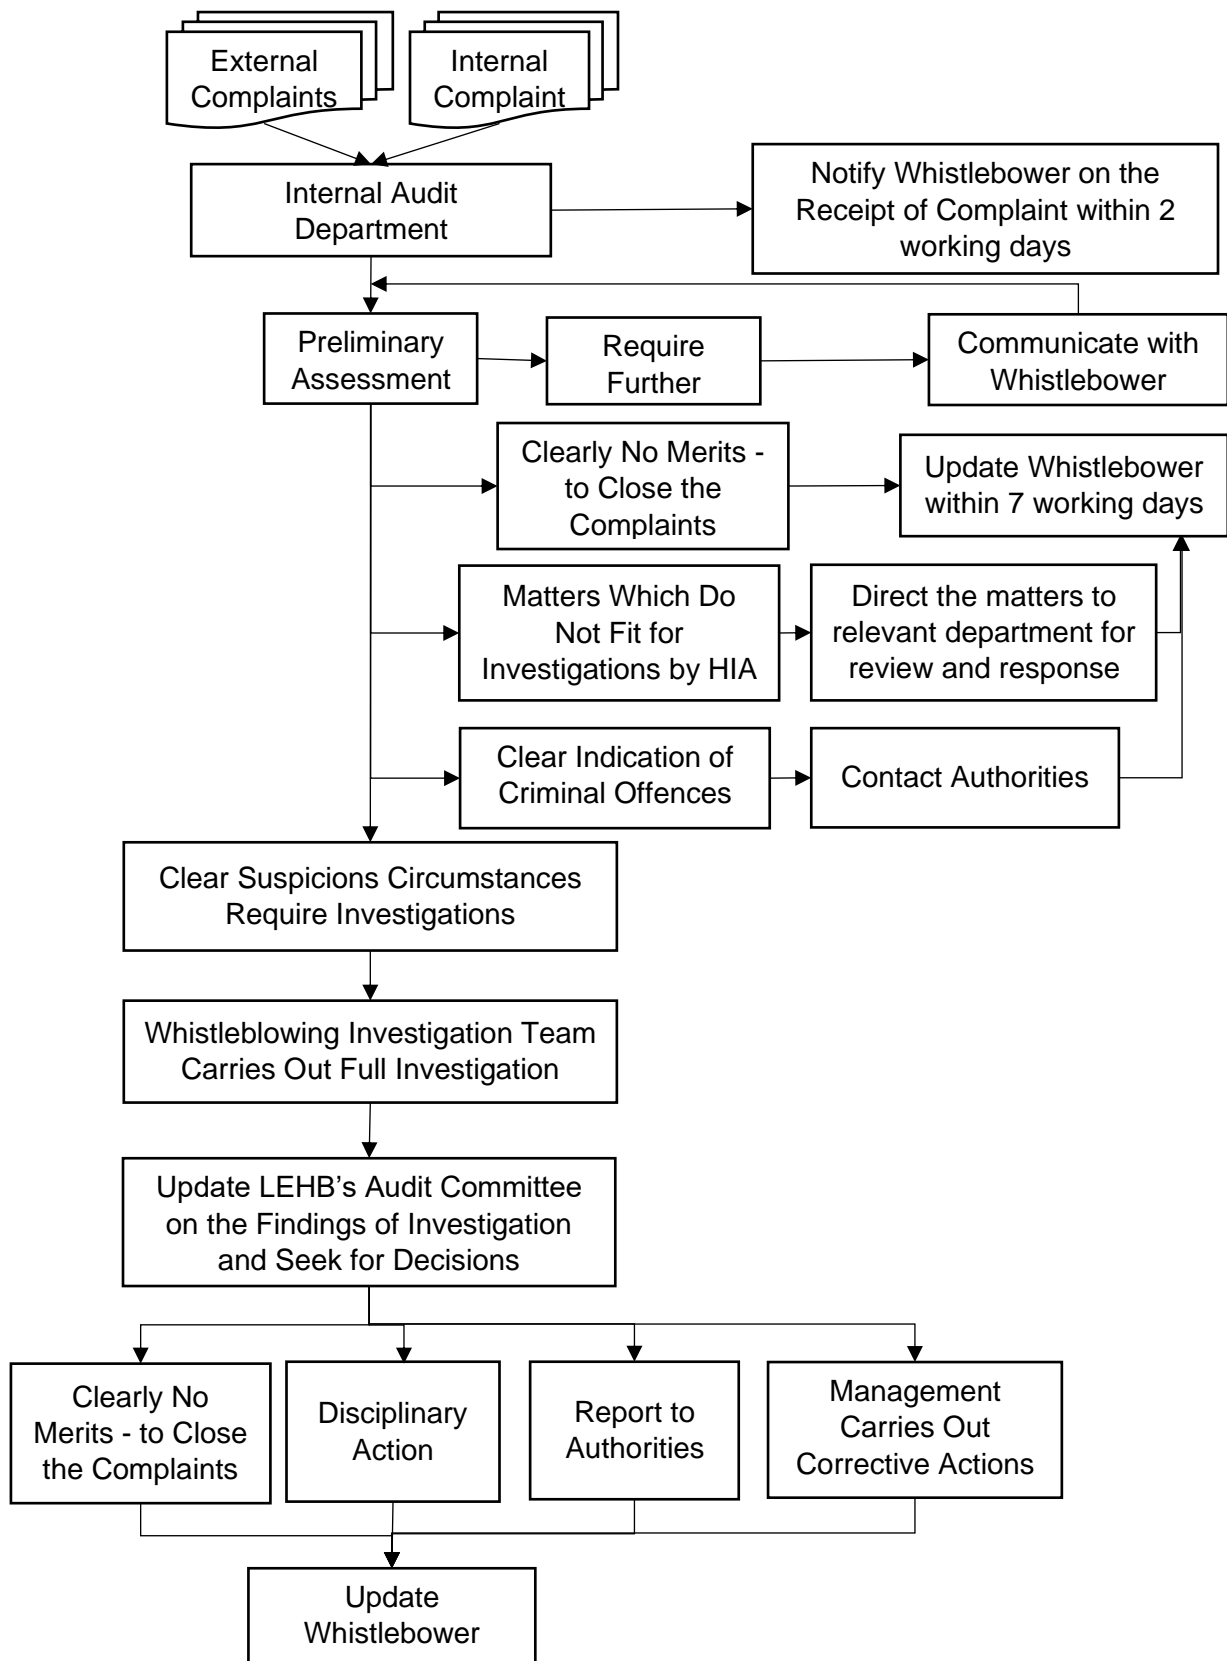 External
Complaints
Internal
Complaint
Internal Audit
Department
Notify Whistlebower on the
Receipt of Complaint within 2
working days
Preliminary
Assessment
Require
Further
Communicate with
Whistlebower
Clearly No Merits -
to Close the
Complaints
Update Whistlebower
within 7 working days
Matters Which Do
Not Fit for
Investigations by HIA
Direct the matters to
relevant department for
review and response
Clear Indication of
Criminal Offences
Contact Authorities
Clear Suspicions Circumstances
Require Investigations
Whistleblowing Investigation Team
Carries Out Full Investigation
Update LEHB’s Audit Committee
on the Findings of Investigation
and Seek for Decisions
Clearly No
Merits - to Close
the Complaints
Disciplinary
Action
Report to
Authorities
Management
Carries Out
Corrective Actions
Update
Whistlebower